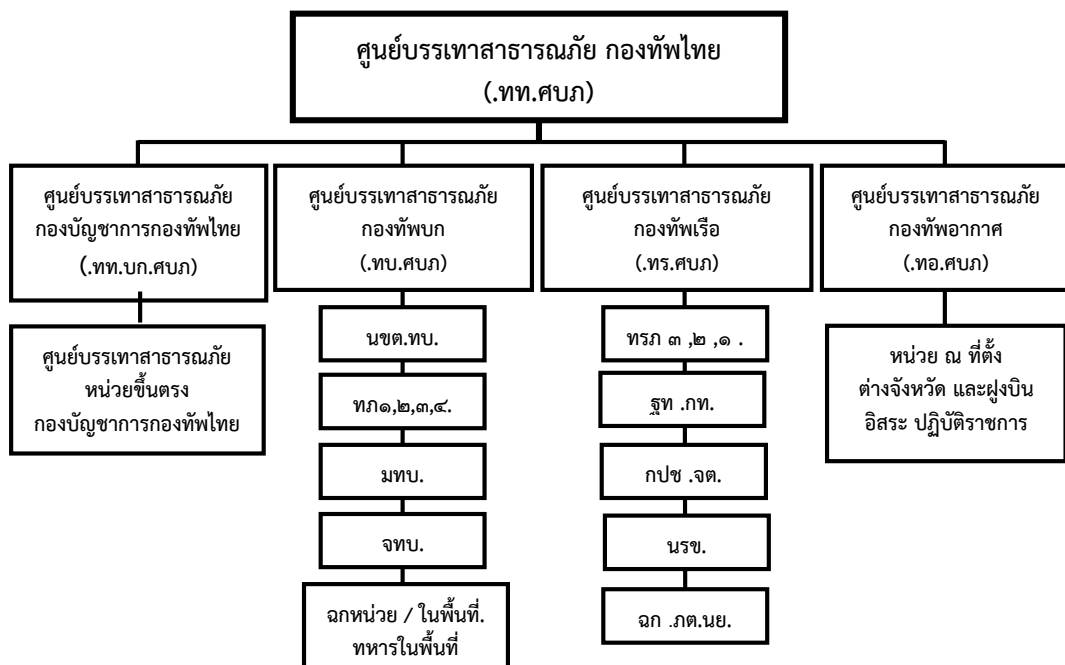 ศูนย์บรรเทาสาธารณภัย กองทัพไทย
(.ทท.ศบภ)
ศูนย์บรรเทาสาธารณภัย
กองบัญชาการกองทัพไทย
(.ทท.บก.ศบภ)
ศูนย์บรรเทาสาธารณภัย
หน่วยขึ้นตรง
กองบัญชาการกองทัพไทย
ศูนย์บรรเทาสาธารณภัย
กองทัพบก
(.ทบ.ศบภ)
นขต.ทบ.
ทภ๑,๒,๓,๔.
มทบ.
จทบ.
ฉกหน่วย / ในพื้นที่.
ทหารในพื้นที่
ศูนย์บรรเทาสาธารณภัย
กองทัพเรือ
(.ทร.ศบภ)
ทรภ ๓ ,๒ ,๑ .
ฐท .กท.
กปช .จต.
นรข.
ฉก .ภต.นย.
ศูนย์บรรเทาสาธารณภัย
กองทัพอากาศ
(.ทอ.ศบภ)
หน่วย ณ ที่ตั้ง
ต่างจังหวัด และฝูงบิน
อิสระ ปฏิบัติราชการ